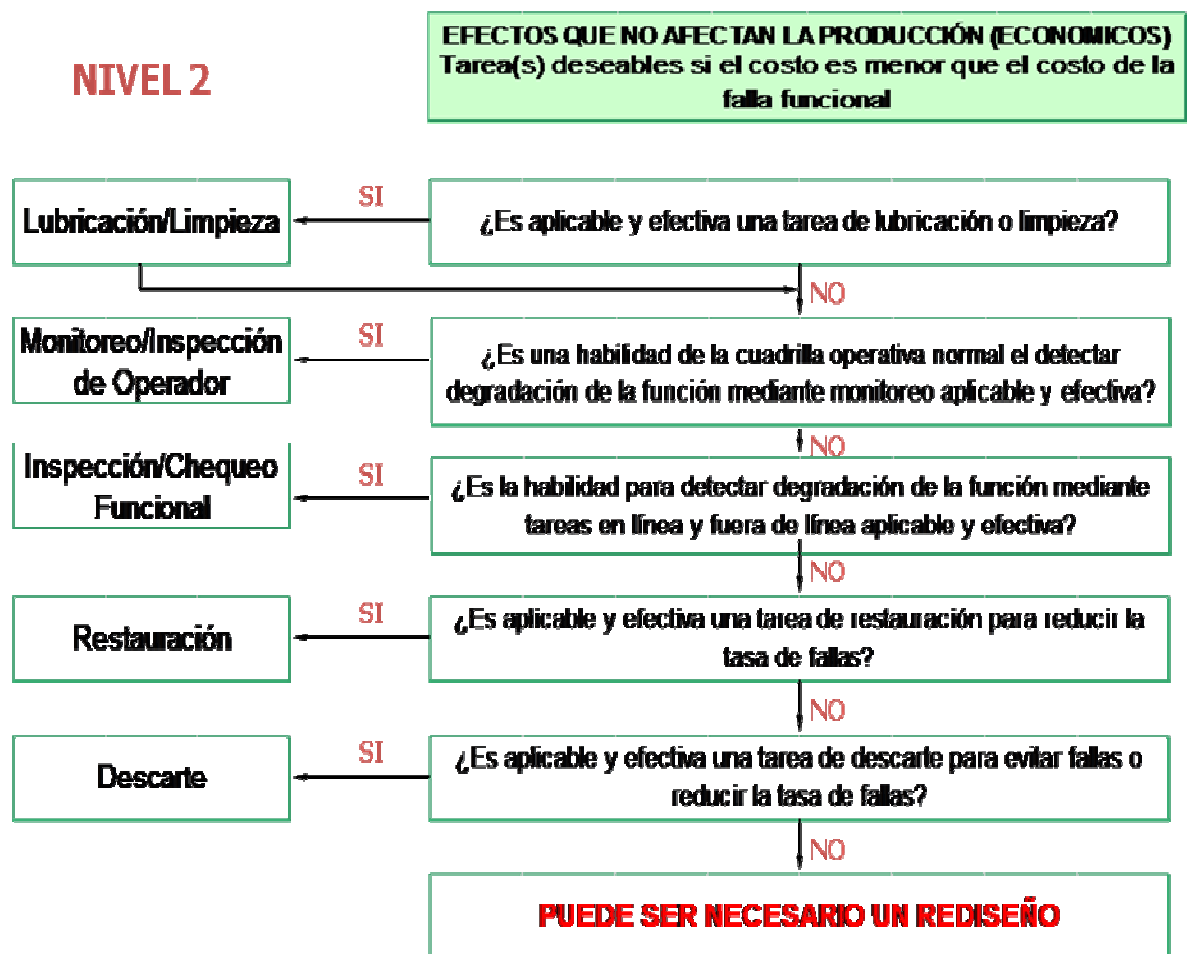 NIVEL 2
EFECTOS QUE NO AFECTAN LA PRODUCCIÓN (ECONOMICOS)
Tarea(s) deseables si el costo es menor que el costo de la
falla funcional
Lubricación/Limpieza
SI
¿Es aplicable y efectiva una tarea de lubricación o limpieza?
NO
Monitoreo/Inspección
de Operador
SI
¿Es una habilidad de la cuadrilla operativa normal el detectar
degradación de la función mediante monitoreo aplicable y efectiva?
NO
Inspección/Chequeo
Funcional
SI
¿Es la habilidad para detectar degradación de la función mediante
tareas en línea y fuera de línea aplicable y efectiva?
NO
Restauración
SI
¿Es aplicable y efectiva una tarea de restauración para reducir la
tasa de fallas?
NO
Descarte
SI
¿Es aplicable y efectiva una tarea de descarte para evitar fallas o
reducir la tasa de fallas?
NO
PUEDE SER NECESARIO UN REDISEÑO